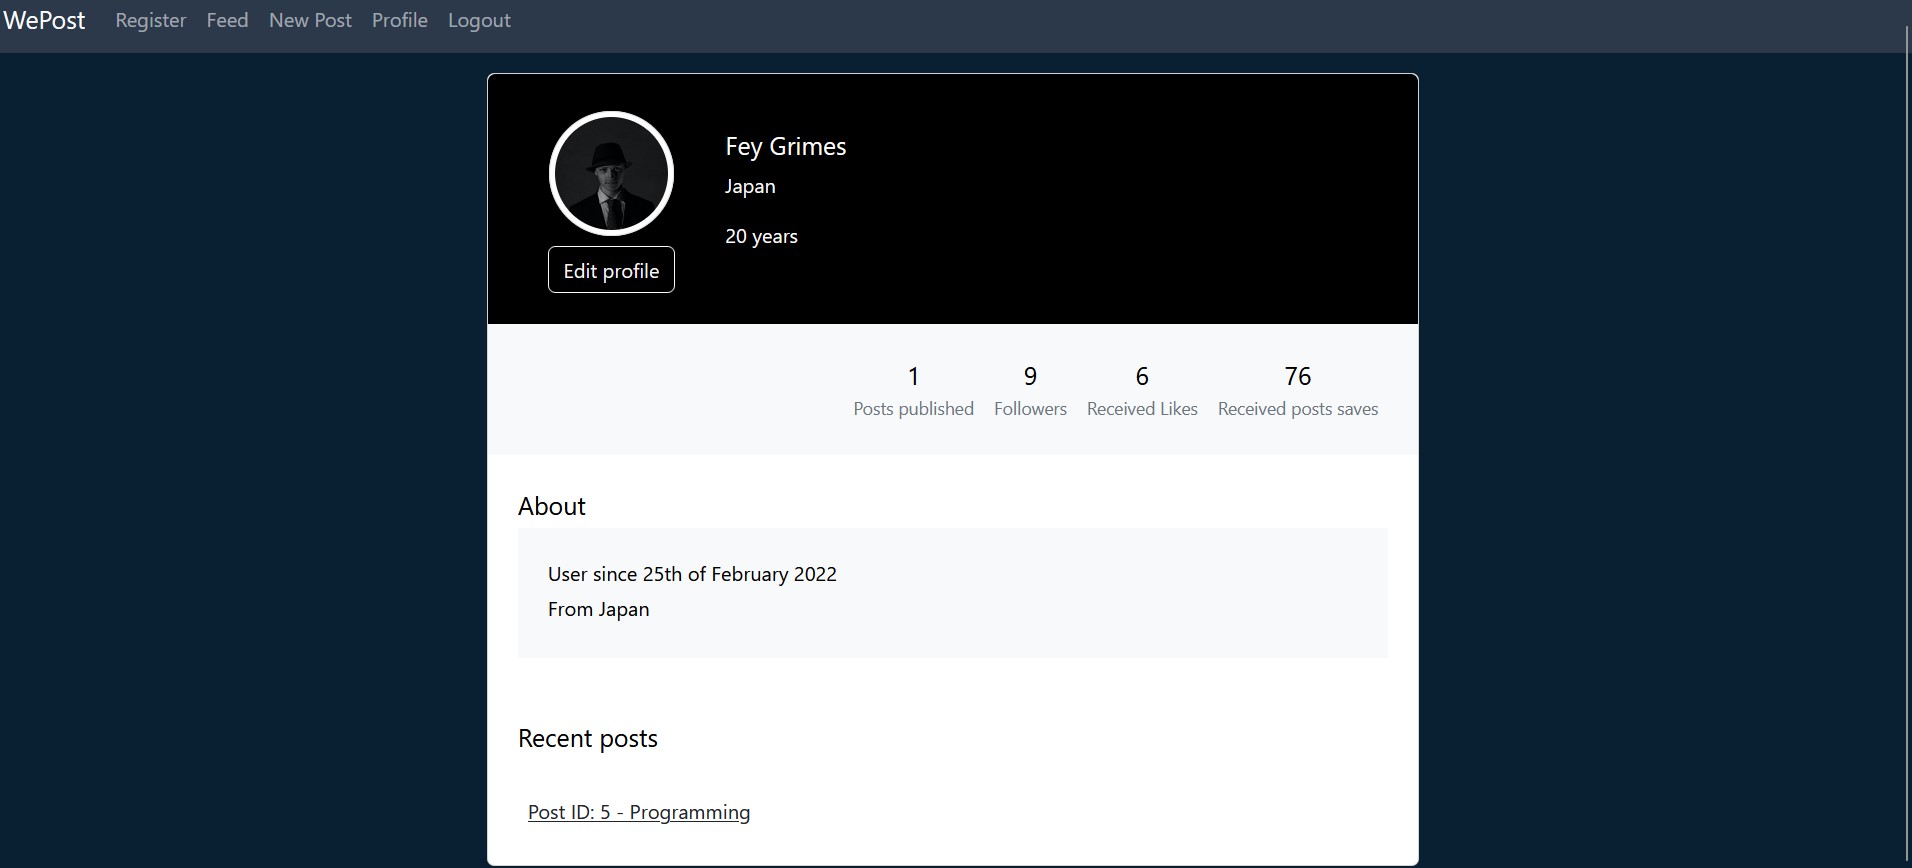 WePost Register Feed New Post Profile Logout
Fey Grimes
Japan
20 years
Edit profile
1 9 6 76
Posts published Followers Received Likes Received posts saves
About
User since 25th of February 2022
From Japan
Recent posts
Post ID: 5 - Programming